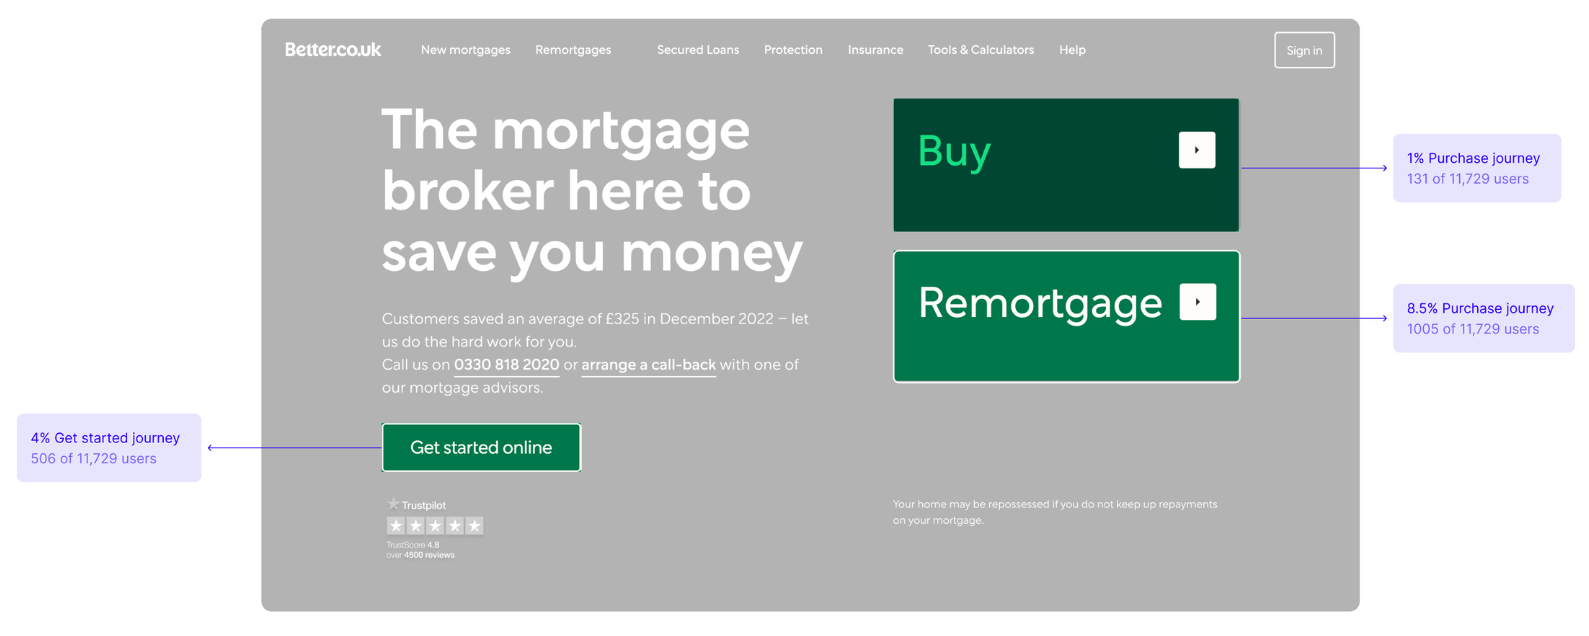 Better.co.uk
New mortgages
Remortgages
Secured Loans
Protection
Insurance
Tools & Calculators
Help
Sign in
The mortgage
broker here to
save you money
Customers saved an average of £325 in December 2022 – let
us do the hard work for you.
Call us on 0330 818 2020 or arrange a call-back with one of
our mortgage advisors.
Get started online
Trustpilot
TrustScore 4.8
over 4500 reviews
Buy
Remortgage
Your home may be repossessed if you do not keep up repayments
on your mortgage.
1% Purchase journey
131 of 11,729 users
8.5% Purchase journey
1005 of 11,729 users
4% Get started journey
506 of 11,729 users